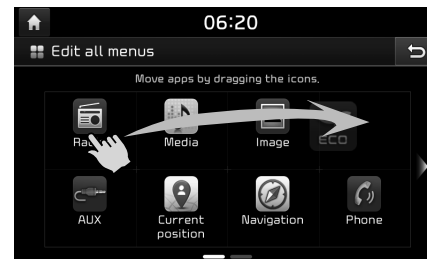 06:20
Edit all menus
Move apps by dragging the icons.
Media
Image
ECO
AUX
Current
position
Navigation
Phone